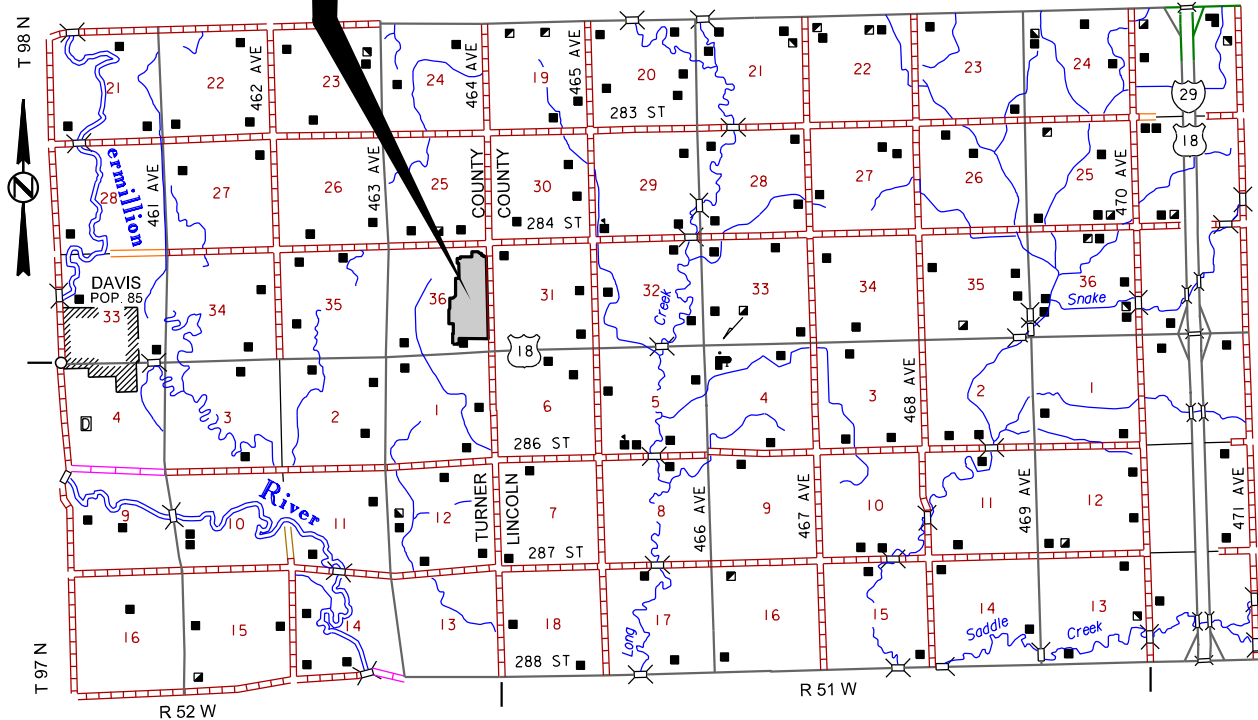 T 98 N
21
22
462 AVE
23
24
464 AVE
19
465 AVE
20
283 ST
21
22
23
24
29
18
ermillion
28
461 AVE
27
26
463 AVE
25
COUNTY
COUNTY
30
284 ST
29
28
27
26
25
470 AVE
DAVIS
POP. 85
33
34
35
36
31
32
Creek
33
34
35
36
Snake
18
4
3
2
1
6
286 ST
5
4
3
468 AVE
2
1
River
9
10
11
12
TURNER
LINCOLN
7
287 ST
8
466 AVE
9
467 AVE
10
11
469 AVE
12
471 AVE
16
15
14
13
18
288 ST
Long
17
16
15
14
Saddle
Creek
13
T 97 N
R 52 W
R 51 W
N